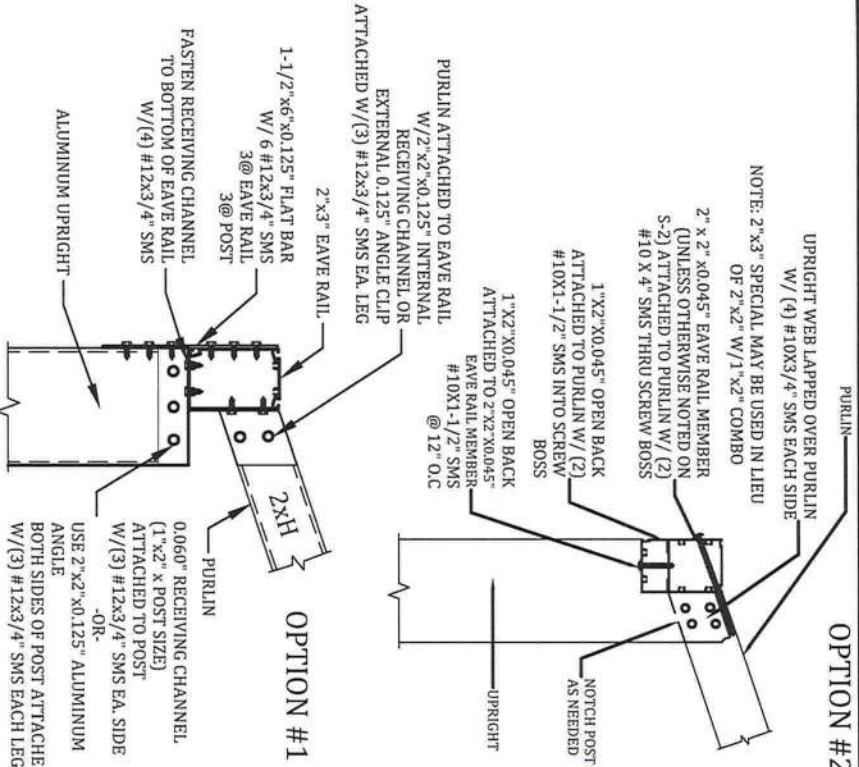 OPTION #2
PURLIN
UPRIGHT WEB LAPPED OVER PURLIN
W/ (4) #10X3/4" SMS EACH SIDE
NOTE: 2"x3" SPECIAL MAY BE USED IN LIEU
OF 2"x2" W/1"x2" COMBO
2" x 2" x0.045" EAVE RAIL MEMBER
(UNLESS OTHERWISE NOTED ON
S-2) ATTACHED TO PURLIN W/ (2)
#10 X 4" SMS THRU SCREW BOSS
1"X2"X0.045" OPEN BACK
ATTACHED TO PURLIN W/ (2)
#10X1-1/2" SMS INTO SCREW
BOSS
1"X2"X0.045" OPEN BACK
ATTACHED TO 2"X2"X0.045"
EAVE RAIL MEMBER
#10X1-1/2" SMS
@ 12" O.C
NOTCH POST
AS NEEDED
UPRIGHT
OPTION #1
PURLIN ATTACHED TO EAVE RAIL
W/2"x2"x0.125" INTERNAL
RECEIVING CHANNEL OR
EXTERNAL 0.125" ANGLE CLIP
ATTACHED W/(3) #12x3/4" SMS EA. LEG
2"x3" EAVE RAIL
1-1/2"x6"x0.125" FLAT BAR
W/ 6 #12x3/4" SMS
3@ EAVE RAIL
3@ POST
FASTEN RECEIVING CHANNEL
TO BOTTOM OF EAVE RAIL
W/(4) #12x3/4" SMS
ALUMINUM UPRIGHT
2xH
PURLIN
0.060" RECEIVING CHANNEL
(1"x2" x POST SIZE)
ATTACHED TO POST
W/(3) #12x3/4" SMS EA. SIDE
-OR-
USE 2"x2"x0.125" ALUMINUM
ANGLE
BOTH SIDES OF POST ATTACHE
W/(3) #12x3/4" SMS EACH LEG